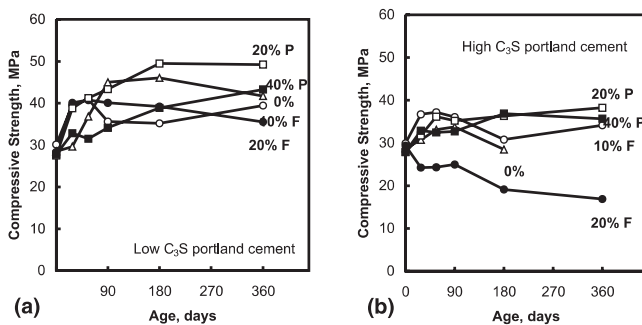 60
50
40
30
20
10
0
Compressive Strength, MPa
20% P
40% P
0%
10% F
20% F
Low C3S portland cement
90
180
270
360
Age, days
(a)
60
50
40
30
20
10
0
Compressive Strength, MPa
High C3S portland cement
20% P
40% P
10% F
0%
20% F
0
90
180
270
360
Age, days
(b)